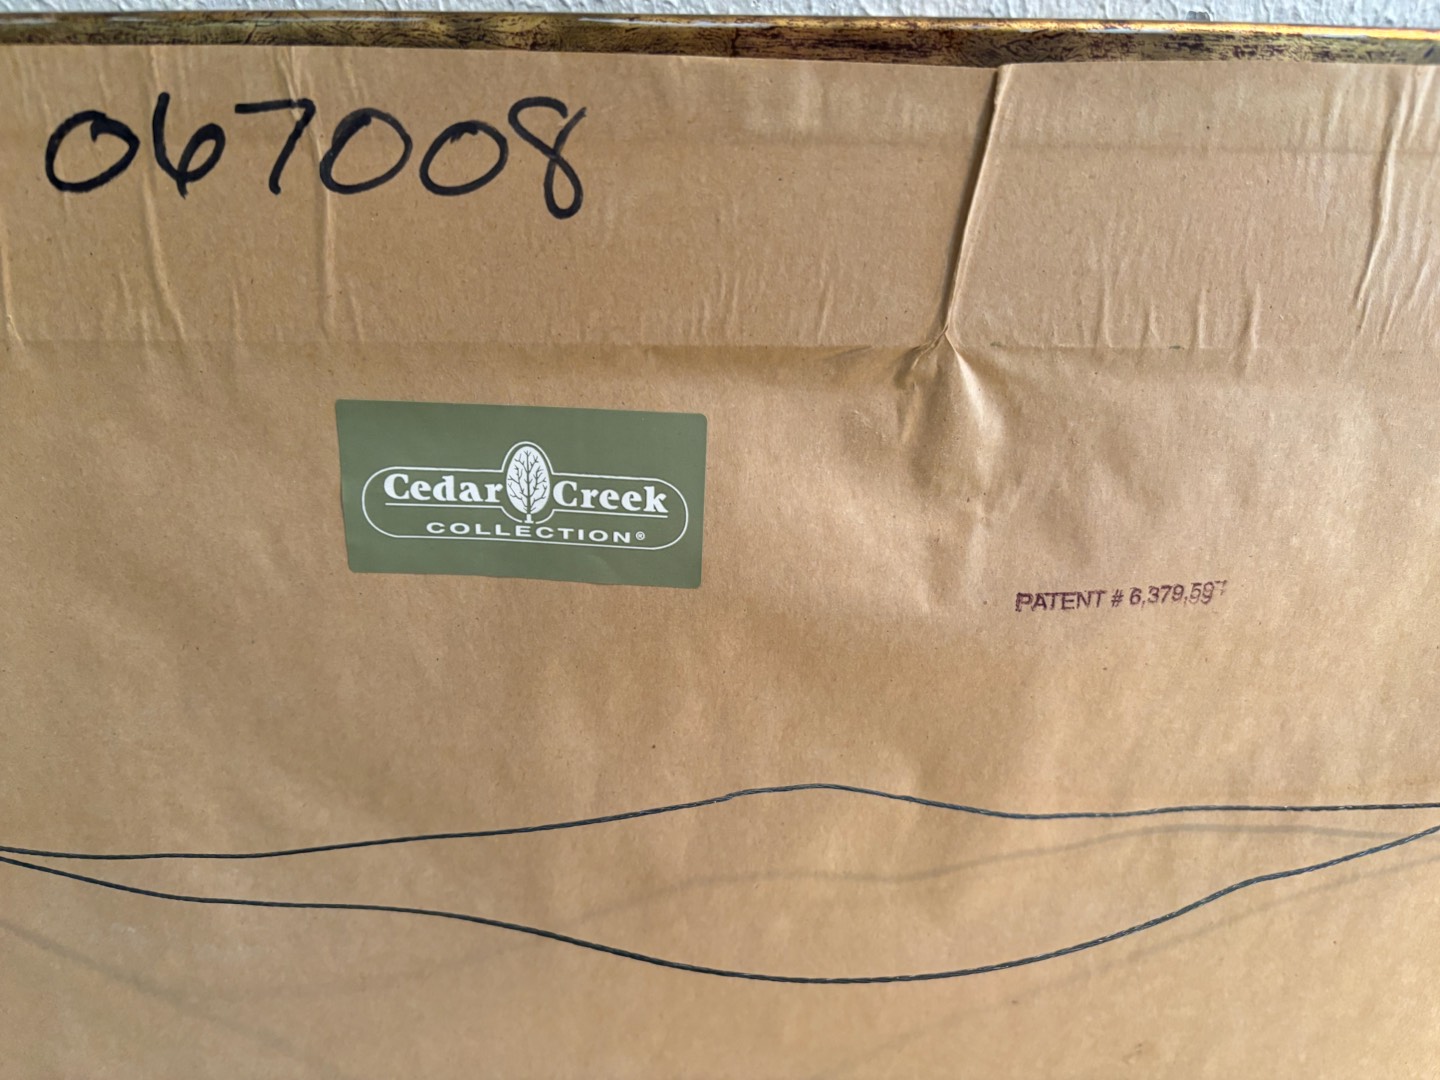 067008
Cedar Creek
COLLECTION®
PATENT # 6,379,597